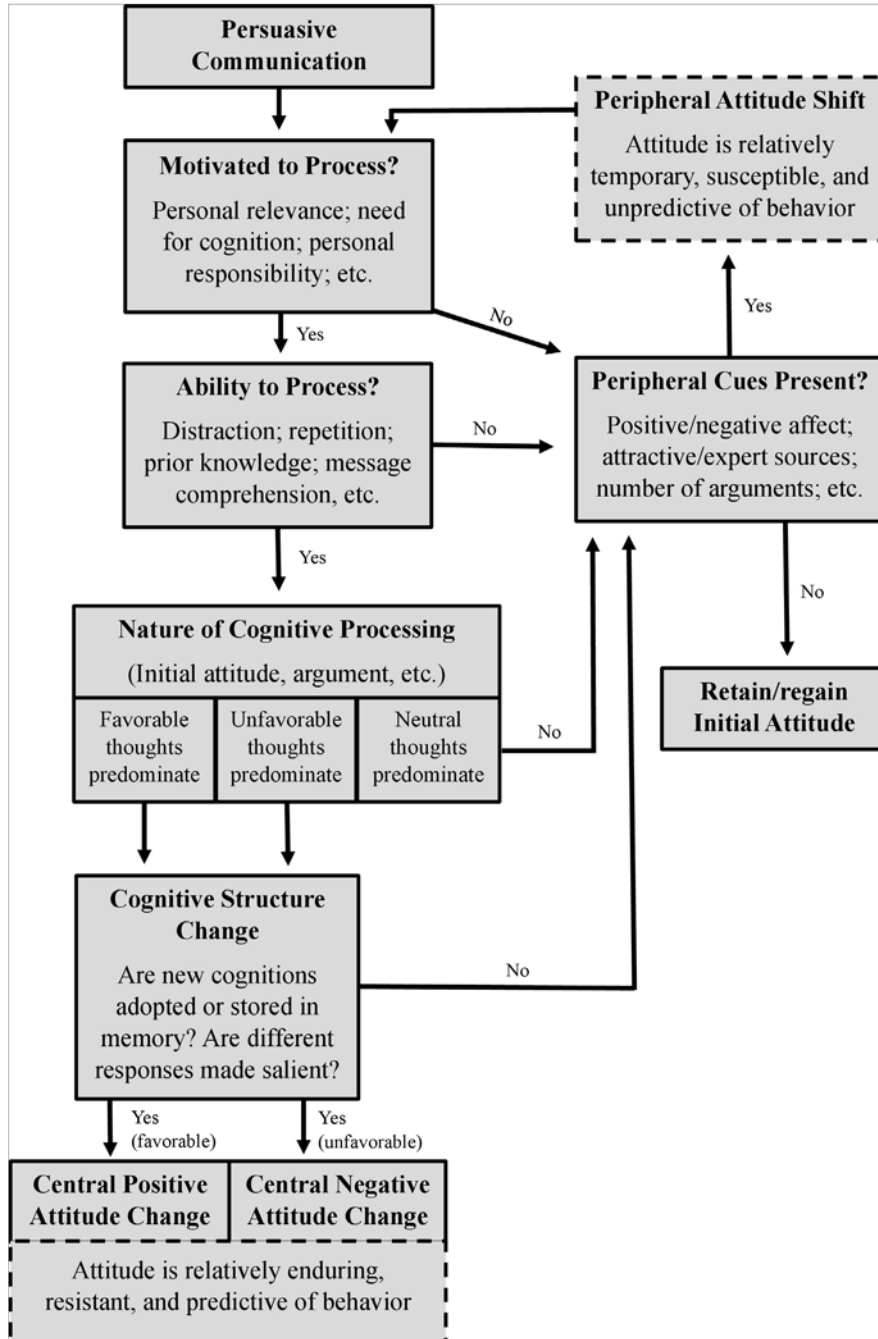 Persuasive
Communication
Peripheral Attitude Shift
Attitude is relatively
temporary, susceptible, and
unpredictive of behavior
Motivated to Process?
Personal relevance; need
for cognition; personal
responsibility; etc.
No
Yes
Yes
Ability to Process?
Distraction; repetition;
prior knowledge; message
comprehension, etc.
No
Peripheral Cues Present?
Positive/negative affect;
attractive/expert sources;
number of arguments; etc.
Yes
No
Nature of Cognitive Processing
(Initial attitude, argument, etc.)
Favorable
thoughts
predominate
Unfavorable
thoughts
predominate
Neutral
thoughts
predominate
No
Retain/regain
Initial Attitude
Cognitive Structure
Change
Are new cognitions
adopted or stored in
memory? Are different
responses made salient?
No
Yes
(favorable)
Yes
(unfavorable)
Central Positive
Attitude Change
Central Negative
Attitude Change
Attitude is relatively enduring,
resistant, and predictive of behavior